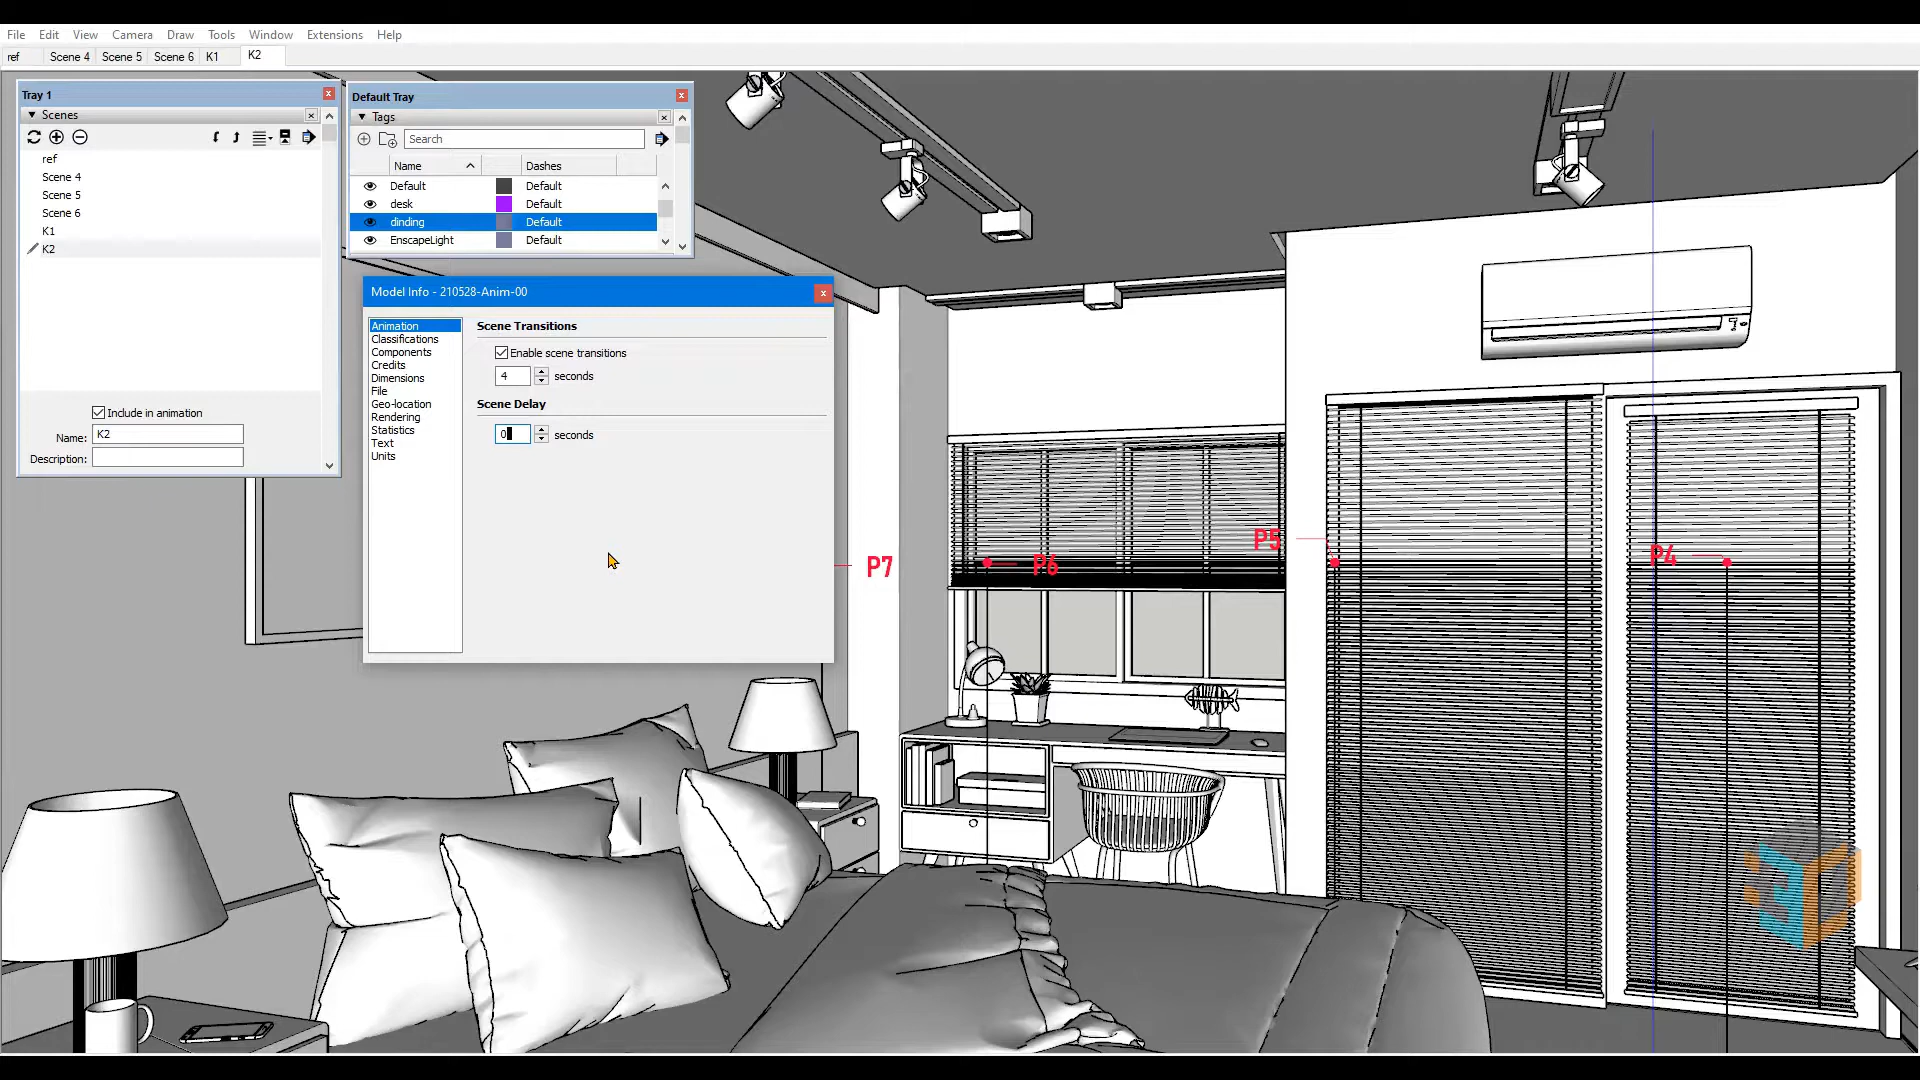 File Edit View Camera Draw Tools Window Extensions Help
ref Scene 4 Scene 5 Scene 6 K1 K2
Tray 1
Scenes
ref
Scene 4
Scene 5
Scene 6
K1
K2
Include in animation
Name: K2
Description:
Default Tray
Tags
Search
Name Dashes
Default Default
desk Default
dinding Default
EnscapeLight Default
Model Info - 210528-Anim-00
Animation
Classifications
Components
Credits
Dimensions
File
Geo-location
Rendering
Statistics
Text
Units
Scene Transitions
Enable scene transitions
4 seconds
Scene Delay
0 seconds
P7
P6
P5
P4